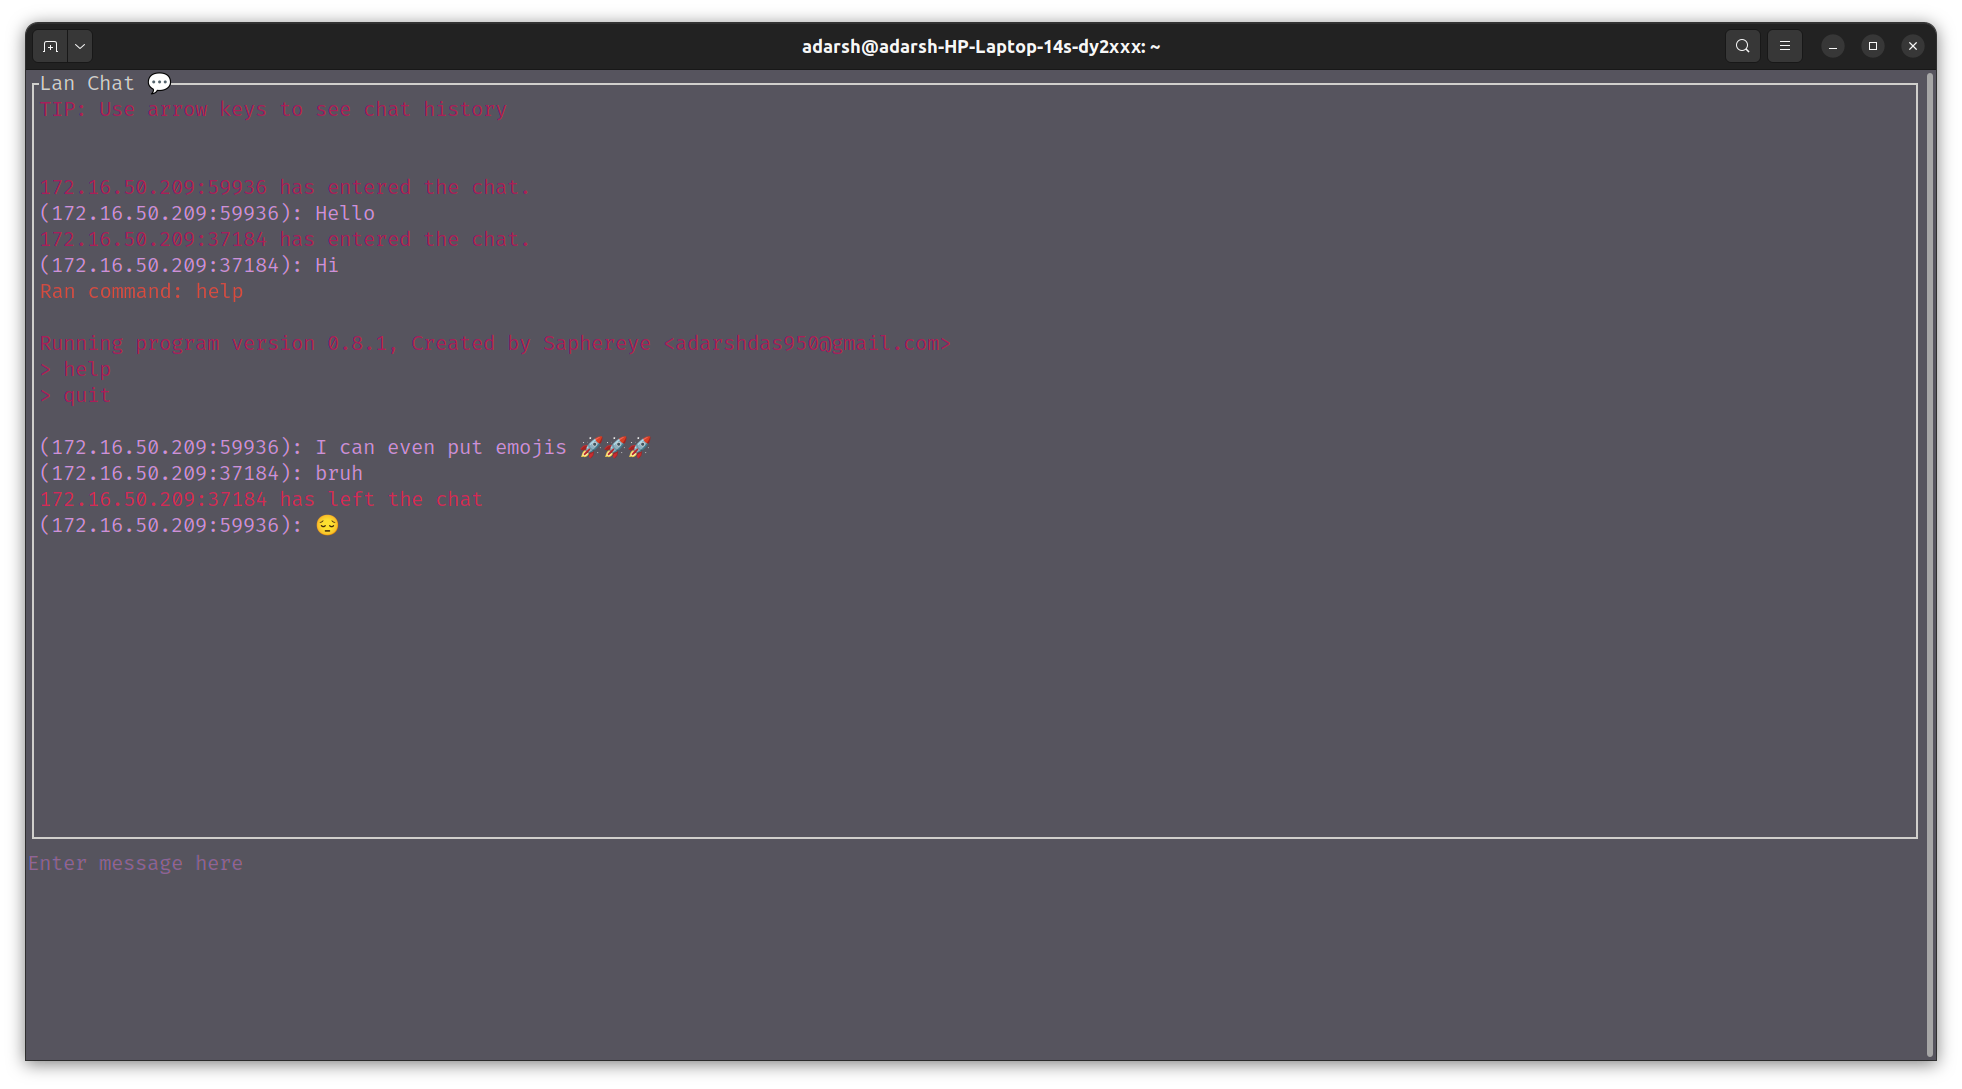 adarsh@adarsh-HP-Laptop-14s-dy2xxx: ~
Lan Chat 💬
TIP: Use arrow keys to see chat history
172.16.50.209:59936 has entered the chat.
(172.16.50.209:59936): Hello
172.16.50.209:37184 has entered the chat.
(172.16.50.209:37184): Hi
Ran command: help
Running program version 0.8.1, Created by Saphereye <adarshdas950@gmail.com>
> help
> quit
(172.16.50.209:59936): I can even put emojis 🚀🚀🚀
(172.16.50.209:37184): bruh
172.16.50.209:37184 has left the chat
(172.16.50.209:59936): 😔
Enter message here